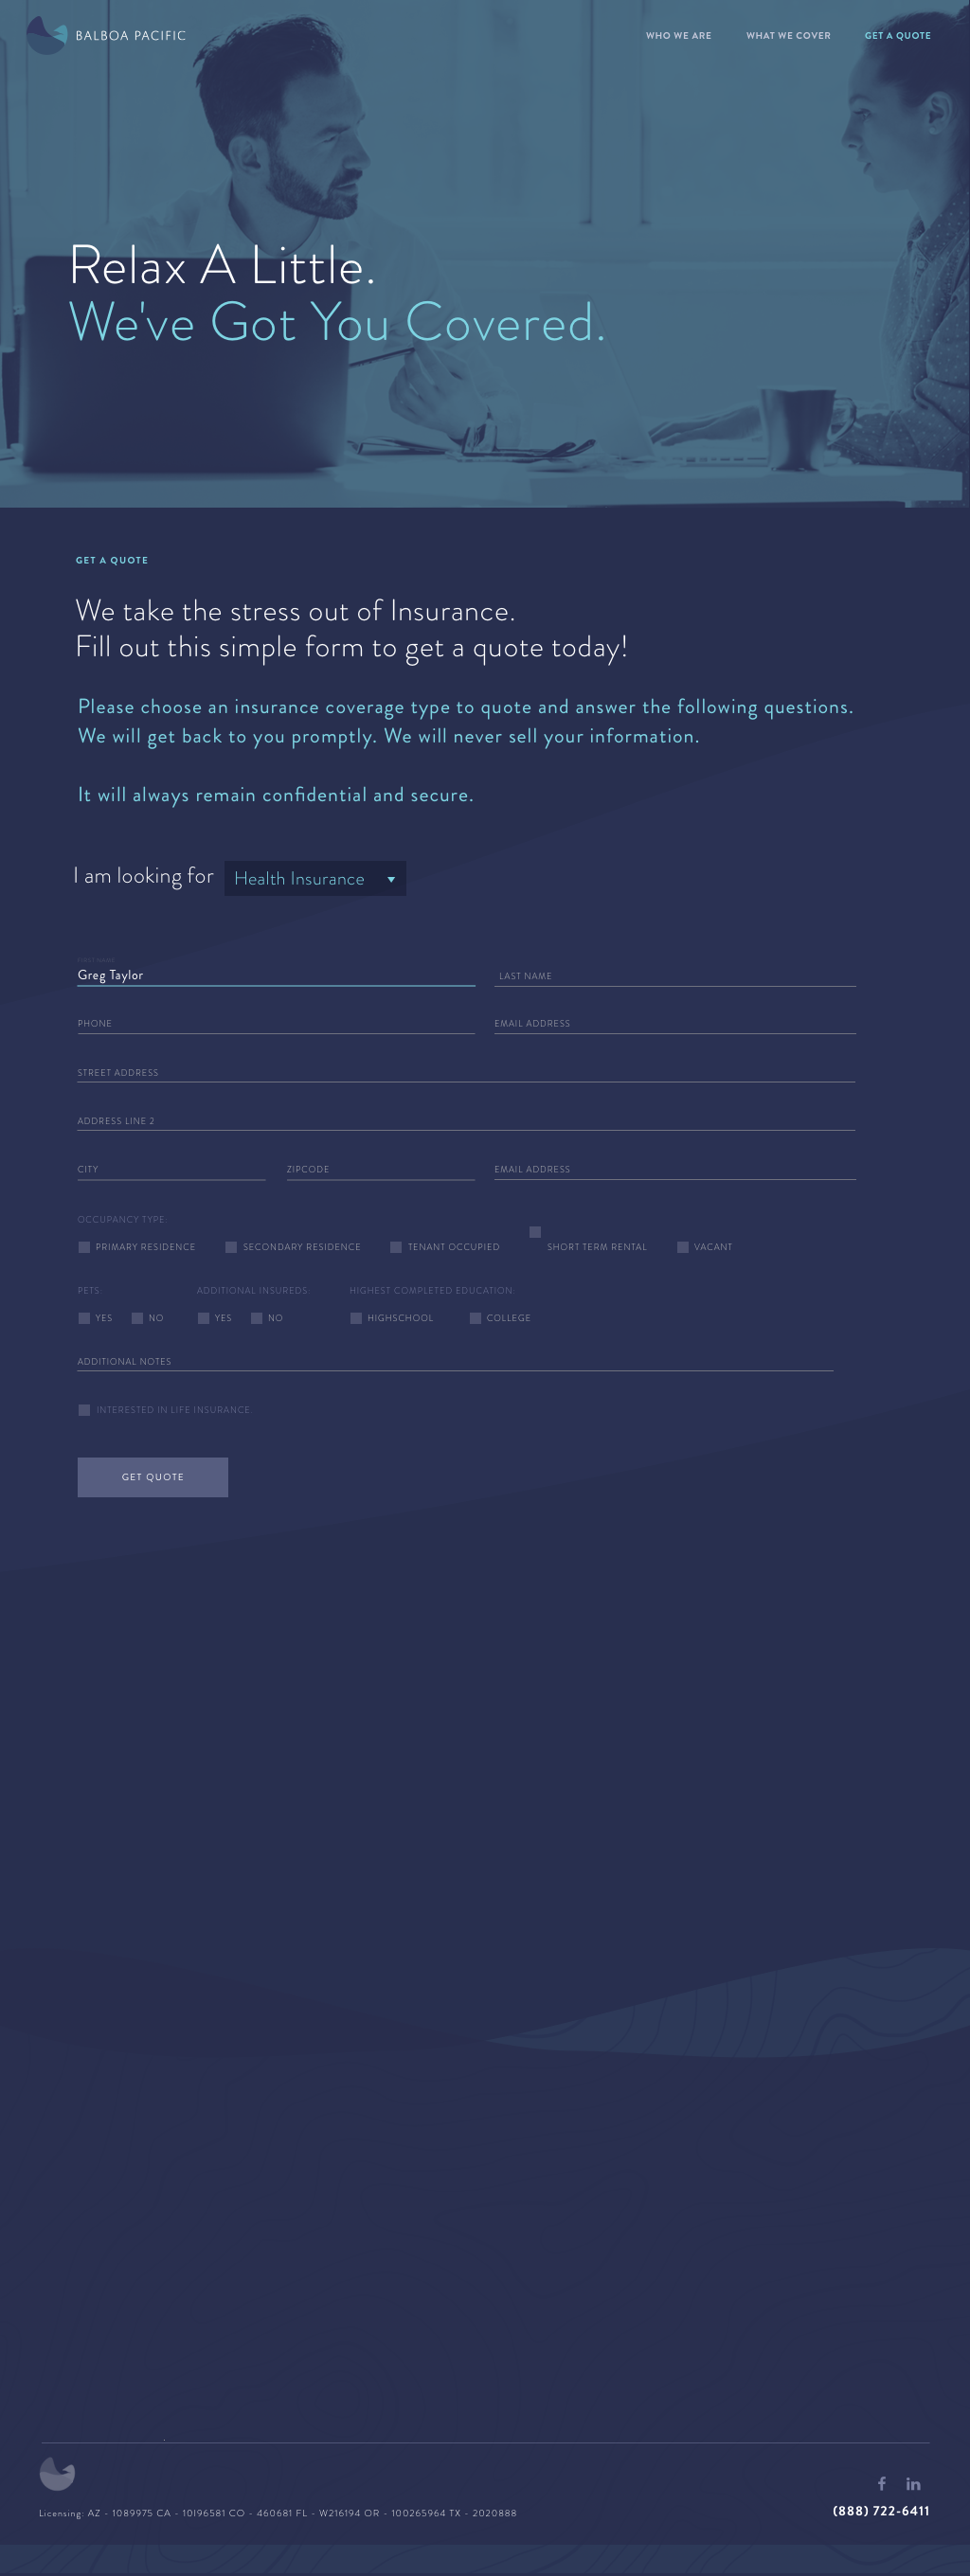 BALBOA PACIFIC
WHO WE ARE
WHAT WE COVER
GET A QUOTE
Relax A Little.
We've Got You Covered.
GET A QUOTE
We take the stress out of Insurance.
Fill out this simple form to get a quote today!
Please choose an insurance coverage type to quote and answer the following questions.
We will get back to you promptly. We will never sell your information.
It will always remain confidential and secure.
I am looking for Health Insurance
FIRST NAME
Greg Taylor
LAST NAME
PHONE
EMAIL ADDRESS
STREET ADDRESS
ADDRESS LINE 2
CITY
ZIPCODE
EMAIL ADDRESS
OCCUPANCY TYPE
PRIMARY RESIDENCE
SECONDARY RESIDENCE
TENANT OCCUPIED
SHORT TERM RENTAL
VACANT
PETS:
ADDITIONAL INSUREDS:
HIGHEST COMPLETED EDUCATION:
YES
NO
YES
NO
HIGHSCHOOL
COLLEGE
ADDITIONAL NOTES
INTERESTED IN LIFE INSURANCE.
GET QUOTE
Licensing: AZ - 1089975 CA - 10I96581 CO - 460681 FL - W216194 OR - 100265964 TX - 2020888
(888) 722-6411